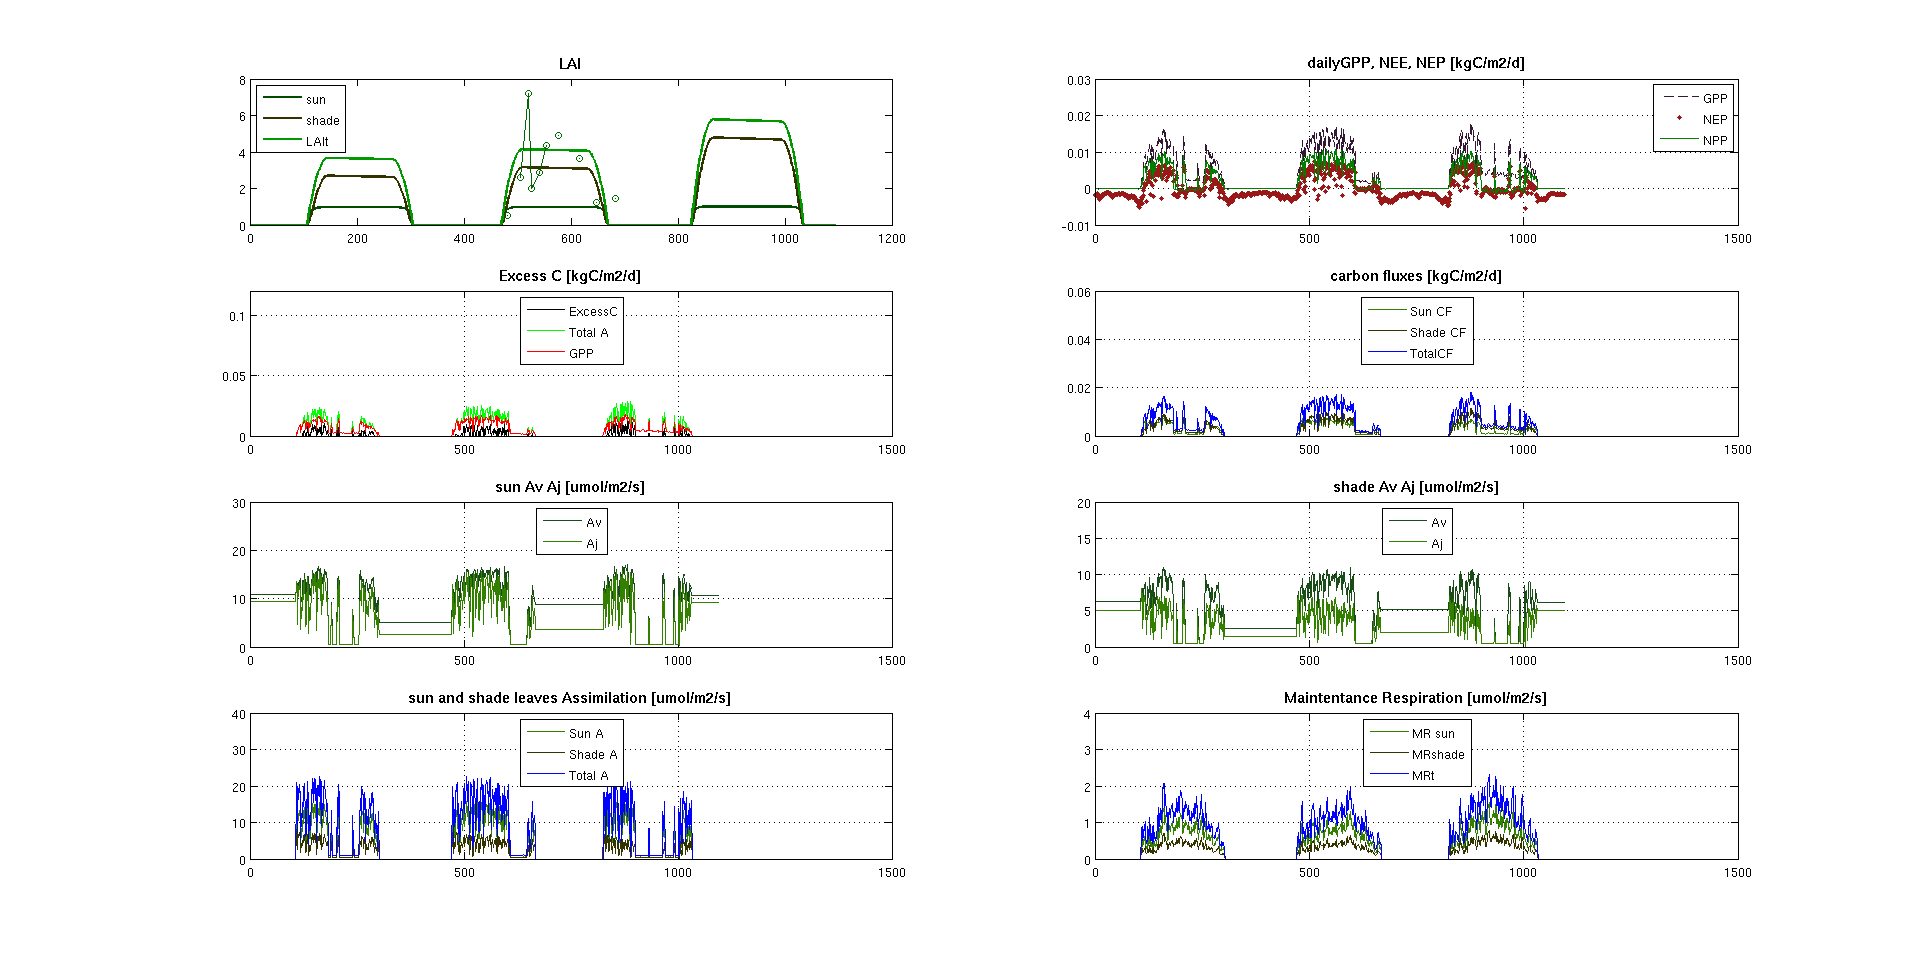 LAI
8
6
4
2
0
0 200 400 600 800 1000 1200
sun
shade
LAIt
dailyGPP, NEE, NEP [kgC/m2/d]
0.03
0.02
0.01
0
-0.01
0 500 1000 1500
GPP
NEP
NPP
Excess C [kgC/m2/d]
0.1
0.05
0
0 500 1000 1500
ExcessC
Total A
GPP
carbon fluxes [kgC/m2/d]
0.06
0.04
0.02
0
0 500 1000 1500
Sun CF
Shade CF
TotalCF
sun Av Aj [umol/m2/s]
30
20
10
0
0 500 1000 1500
Av
Aj
shade Av Aj [umol/m2/s]
20
15
10
5
0
0 500 1000 1500
Av
Aj
sun and shade leaves Assimilation [umol/m2/s]
40
30
20
10
0
0 500 1000 1500
Sun A
Shade A
Total A
Maintentance Respiration [umol/m2/s]
4
3
2
1
0
0 500 1000 1500
MR sun
MRshade
MRt